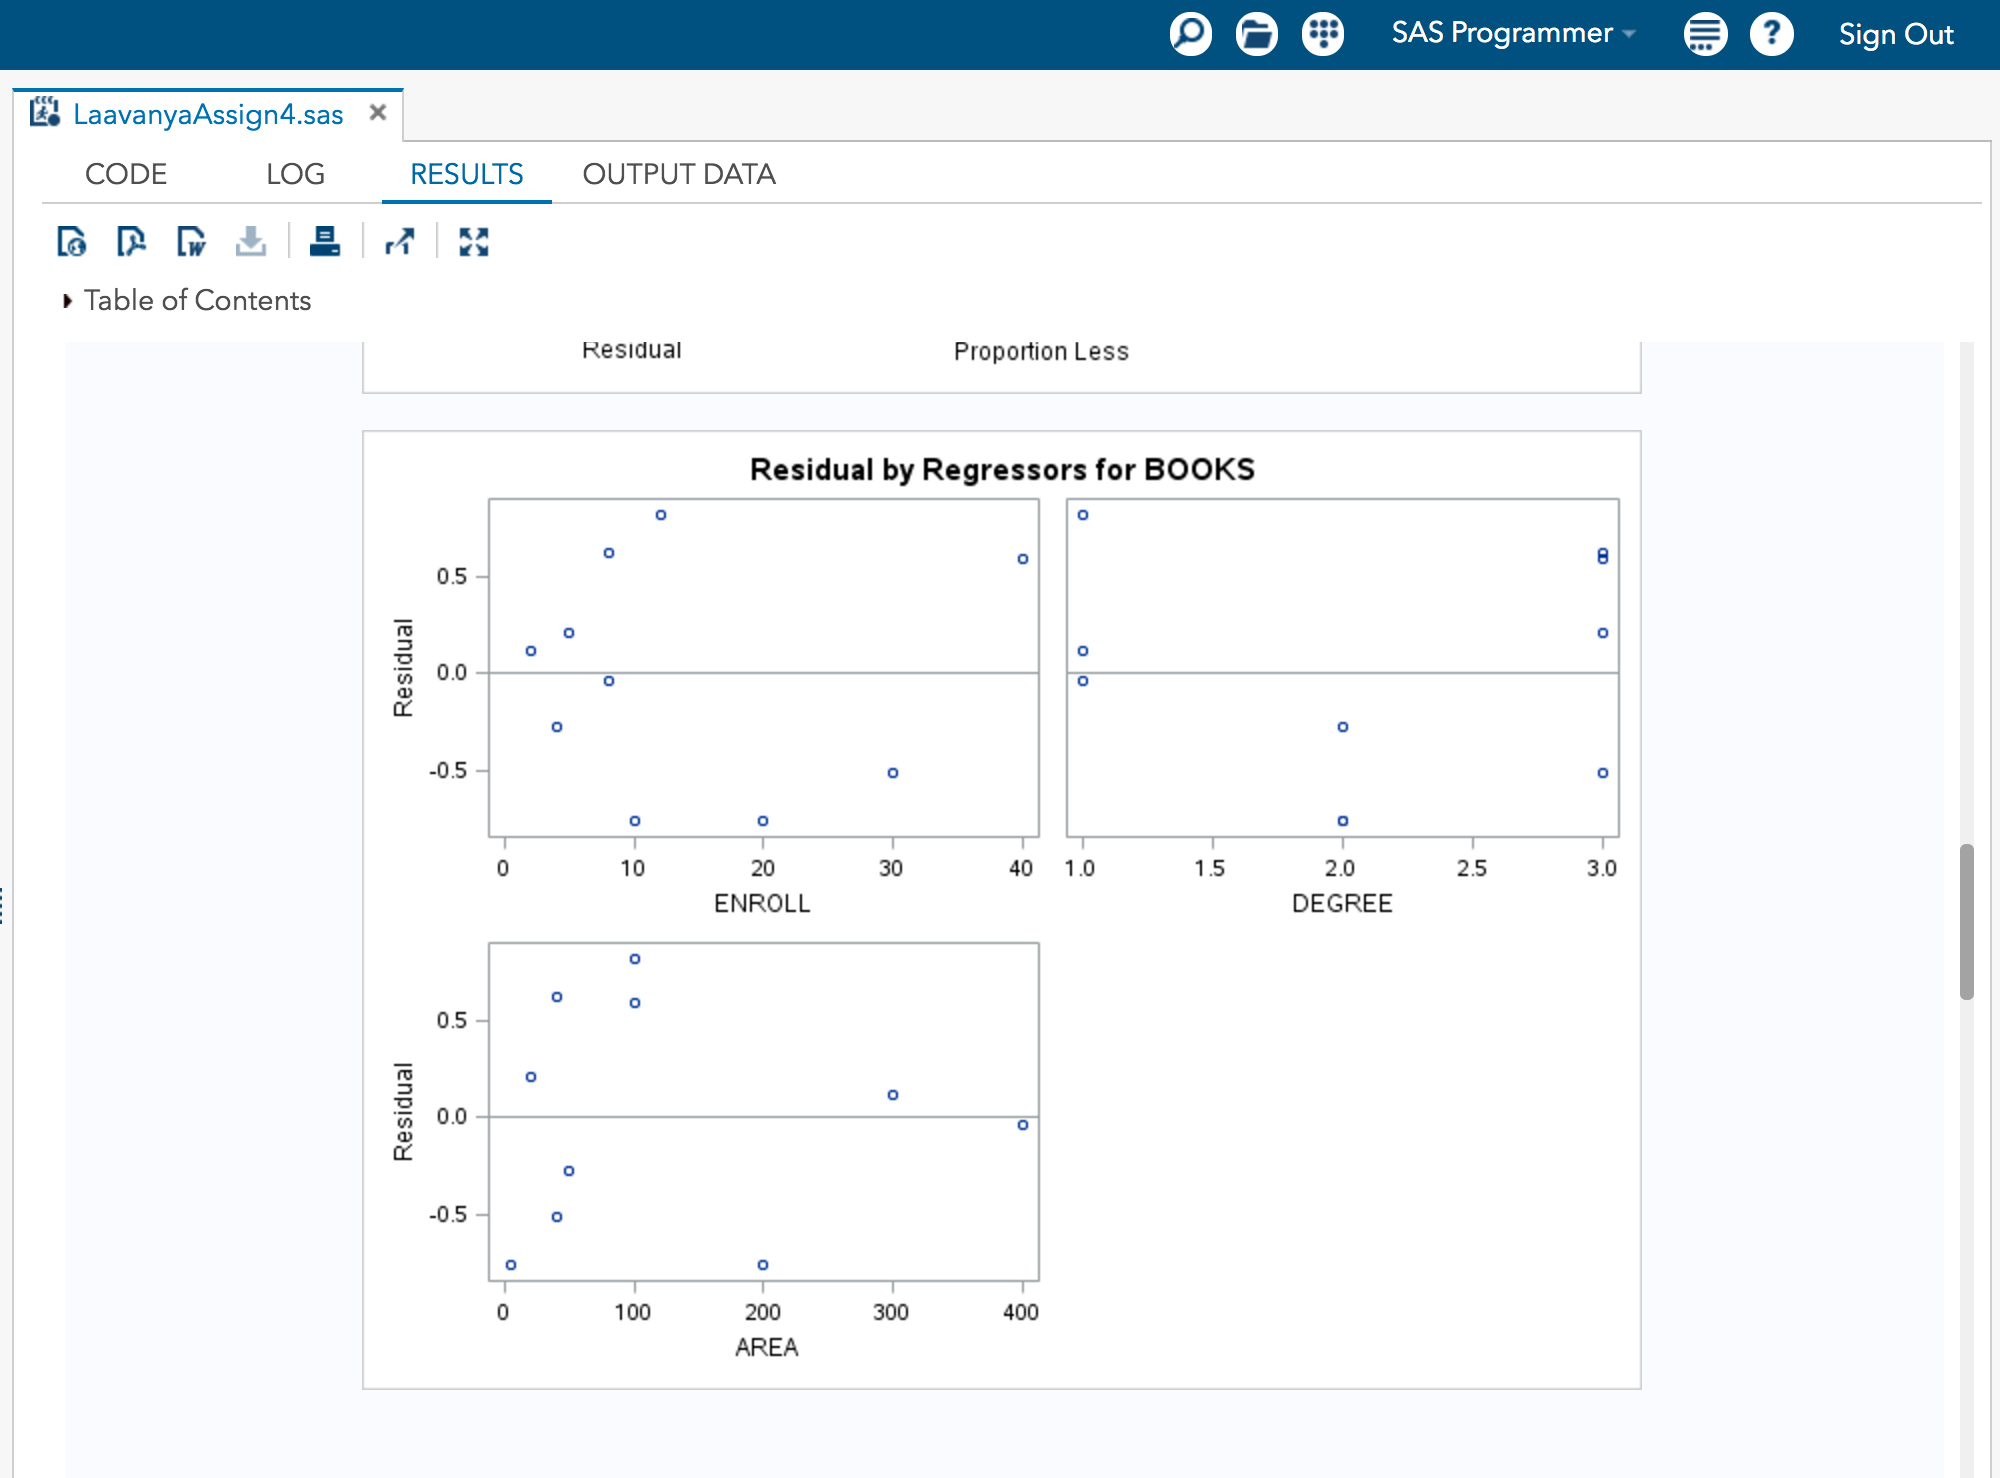 SAS Programmer
Sign Out
LaavanyaAssign4.sas
CODE LOG RESULTS OUTPUT DATA
Table of Contents
Residual Proportion Less
Residual by Regressors for BOOKS
Residual
0.5
0.0
-0.5
0 10 20 30 40
ENROLL
1.0 1.5 2.0 2.5 3.0
DEGREE
Residual
0.5
0.0
-0.5
0 100 200 300 400
AREA